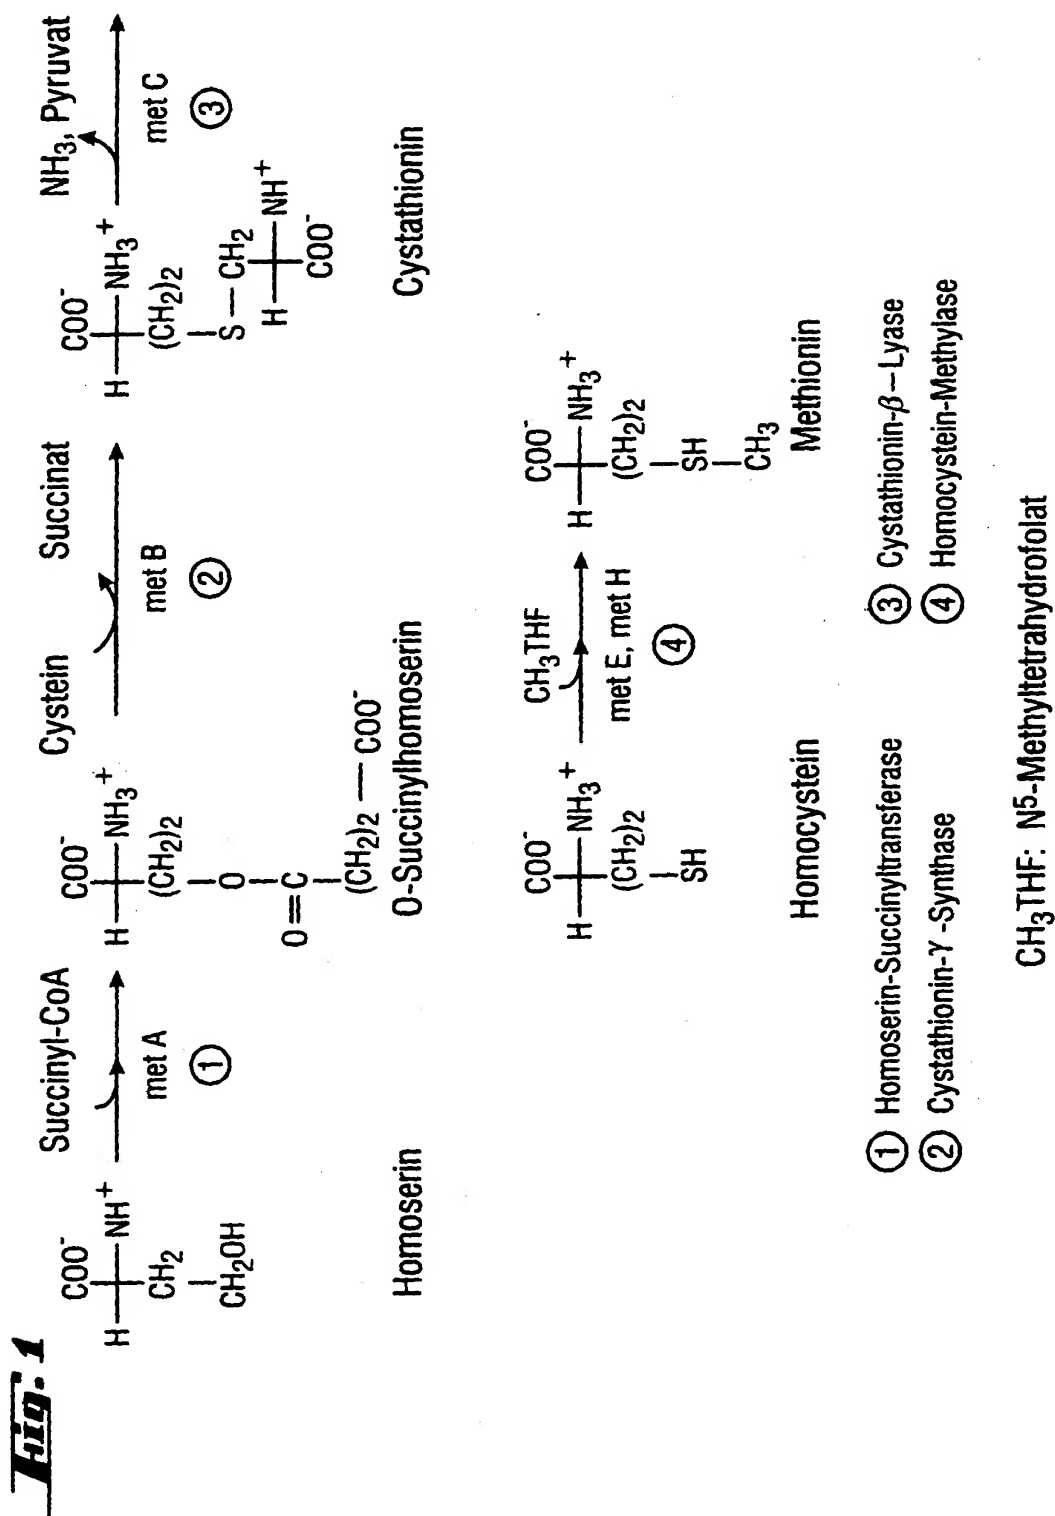 Fig. 1
Succinyl-CoA
Cystein
Succinat
NH3, Pyruvat
COO-
H
NH+
CH2
CH2OH
met A
1
COO-
H
NH3+
(CH2)2
O
O=C
(CH2)2 — COO-
met B
2
COO-
H
NH3+
(CH2)2
S — CH2
H
NH+
COO-
met C
3
Homoserin
O-Succinylhomoserin
Cystathionin
COO-
H
NH3+
(CH2)2
SH
CH3THF
met E, met H
4
COO-
H
NH3+
(CH2)2
SH
CH3
Homocystein
Methionin
1 Homoserin-Succinyltransferase
2 Cystathionin-γ -Synthase
3 Cystathionin-β–Lyase
4 Homocystein-Methylase
CH3THF: N5-Methyltetrahydrofolat